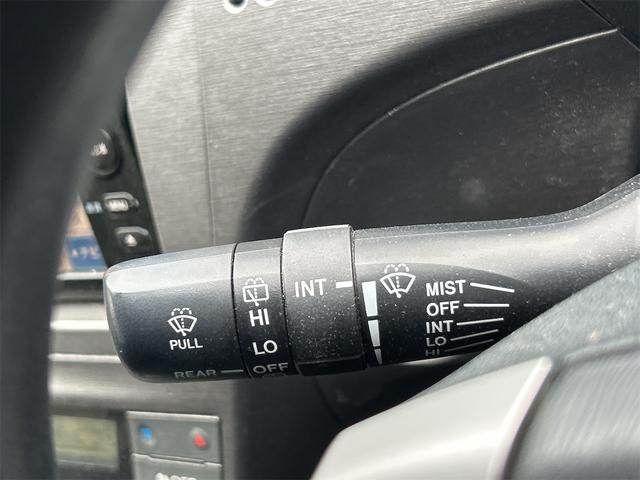 PULL
REAR
HI
LO
OFF
INT
MIST
OFF
INT
LO
HI